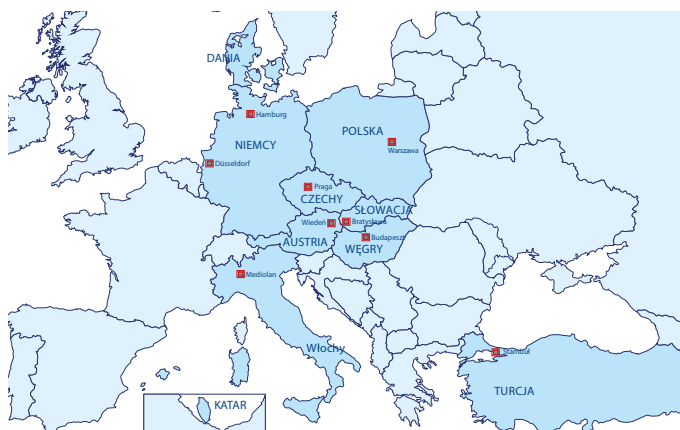 DANIA
Hamburg
POLSKA
NIEMCY
Warszawa
Düsseldorf
Praga
CZECHY
SŁOWACJA
Wiedeń
Bratysława
Budapeszt
AUSTRIA
WĘGRY
Mediolan
Włochy
Stambuł
TURCJA
KATAR